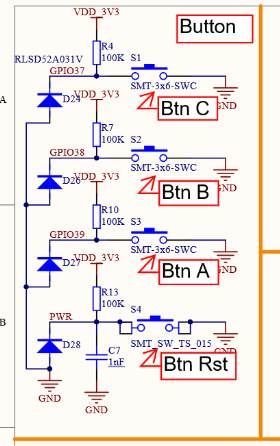 VDD_3V3
Button
R4
100K
RLSD52A031V
S1
GPIO37
SMT-3x6-SWC
D24
VDD_3V3
Btn C
GND
A
R7
100K
S2
GPIO38
SMT-3x6-SWC
D26
VDD_3V3
Btn B
GND
R10
100K
S3
GPIO39
SMT-3x6-SWC
D27
VDD_3V3
Btn A
GND
R13
100K
S4
B
PWR
D28
C7
1nF
SMT_SW_TS_015
GND
Btn Rst
GND
GND